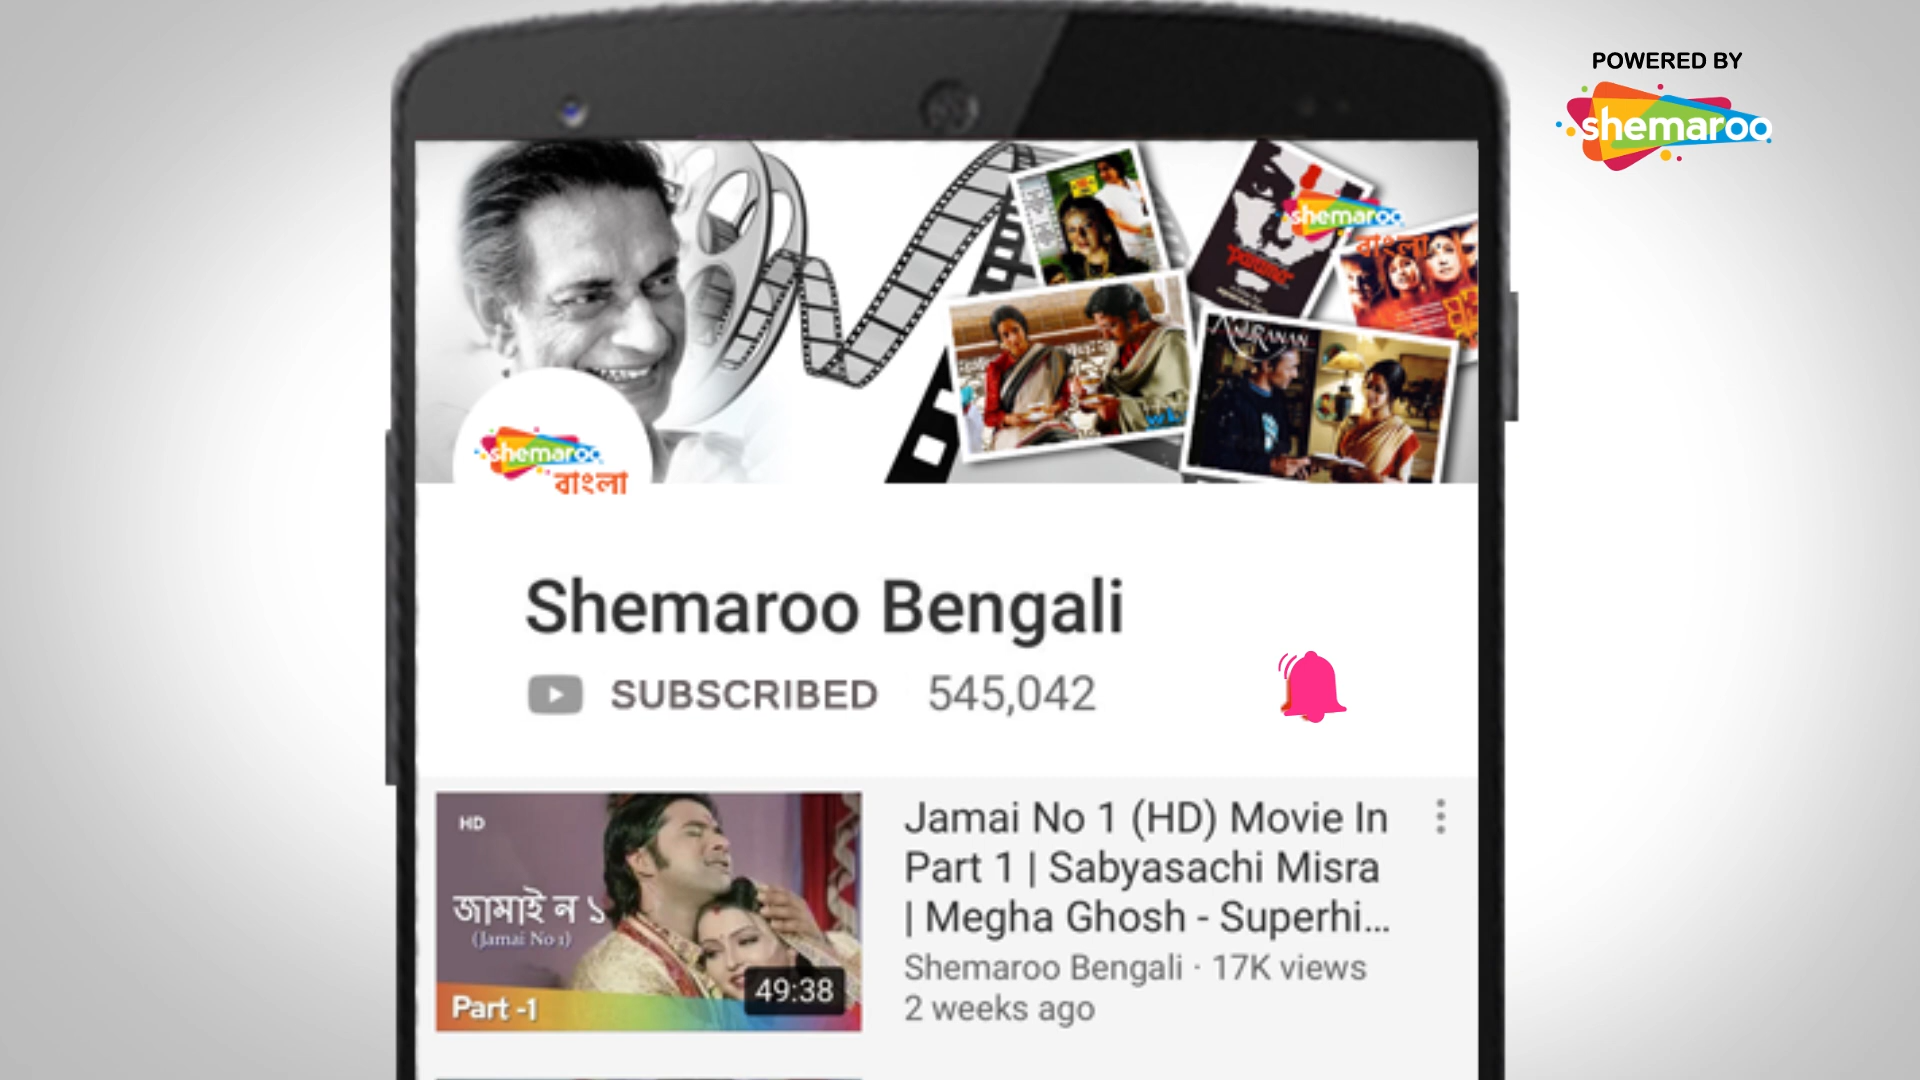 POWERED BY
shemaroo
shemaroo
বাংলা
ANURANAN
shemaroo
বাংলা
Shemaroo Bengali
SUBSCRIBED 545,042
HD
জামাই ন ১
(Jamai No 1)
Part -1
49:38
Jamai No 1 (HD) Movie In
Part 1 | Sabyasachi Misra
| Megha Ghosh - Superhi...
Shemaroo Bengali · 17K views
2 weeks ago